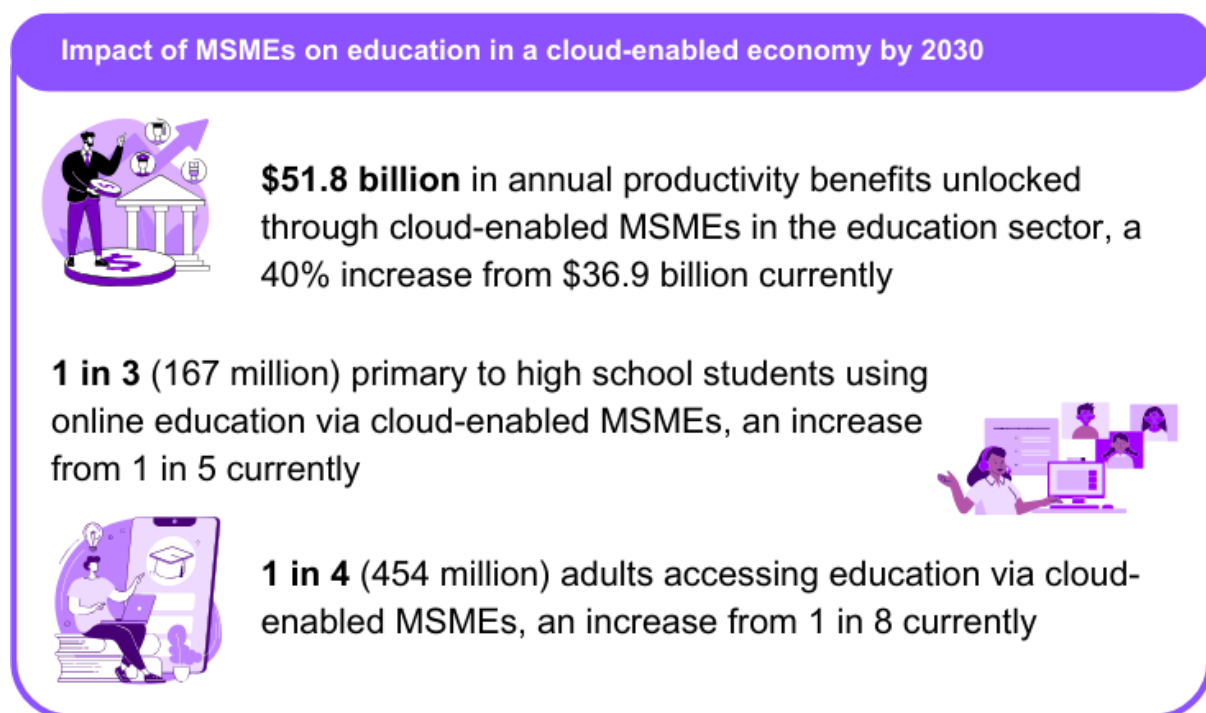 Impact of MSMEs on education in a cloud-enabled economy by 2030
$51.8 billion in annual productivity benefits unlocked
through cloud-enabled MSMEs in the education sector, a
40% increase from $36.9 billion currently
1 in 3 (167 million) primary to high school students using
online education via cloud-enabled MSMEs, an increase
from 1 in 5 currently
1 in 4 (454 million) adults accessing education via cloud-
enabled MSMEs, an increase from 1 in 8 currently